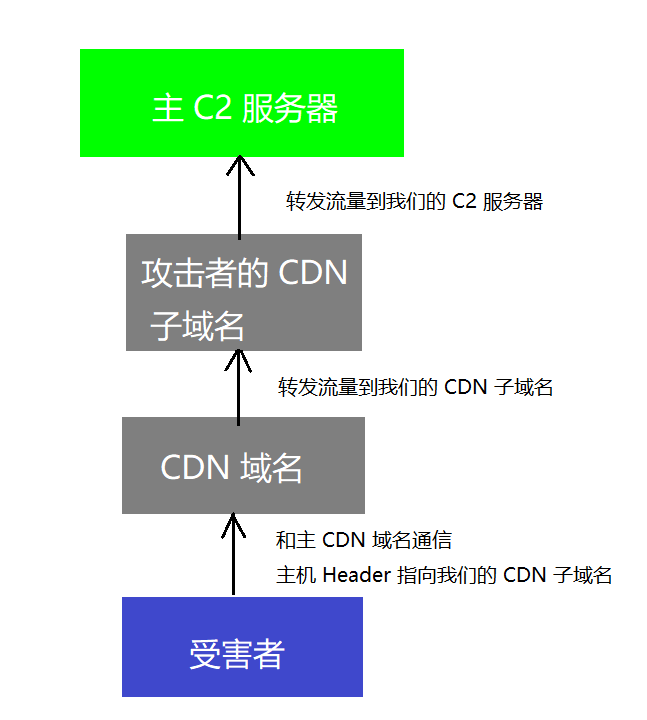 主 C2 服务器
转发流量到我们的 C2 服务器
攻击者的 CDN
子域名
转发流量到我们的 CDN 子域名
CDN 域名
和主 CDN 域名通信
主机 Header 指向我们的 CDN 子域名
受害者